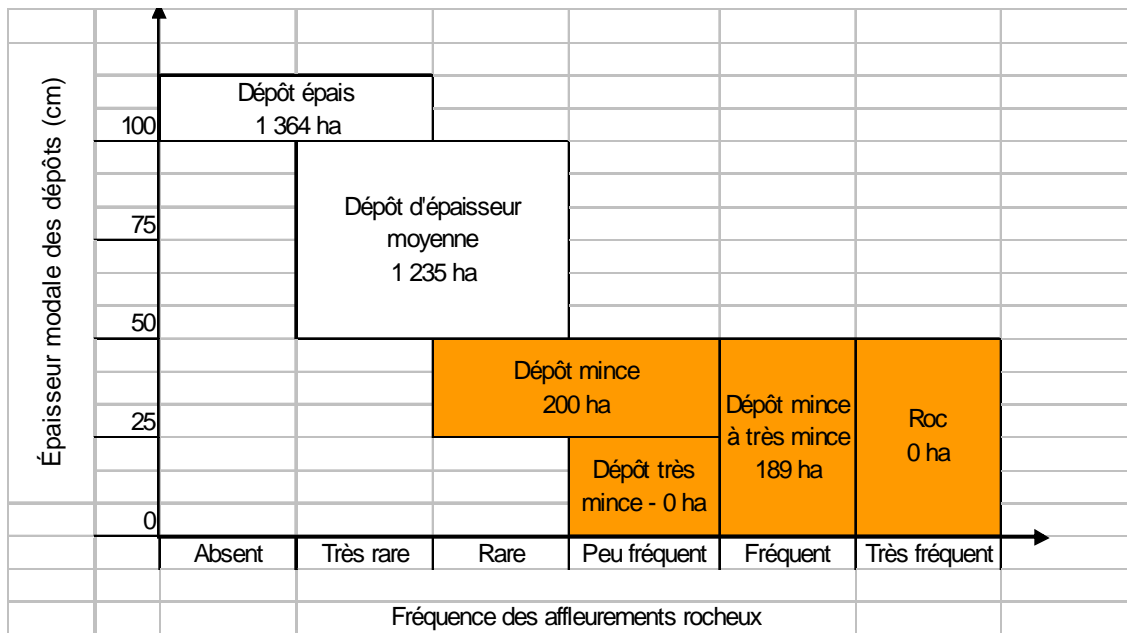 Épaisseur modale des dépôts (cm)
Dépôt épais
1 364 ha
100
Dépôt d'épaisseur
moyenne
1 235 ha
75
50
Dépôt mince
200 ha
Dépôt mince
à très mince
189 ha
Roc
0 ha
25
Dépôt très
mince - 0 ha
0
Absent
Très rare
Rare
Peu fréquent
Fréquent
Très fréquent
Fréquence des affleurements rocheux